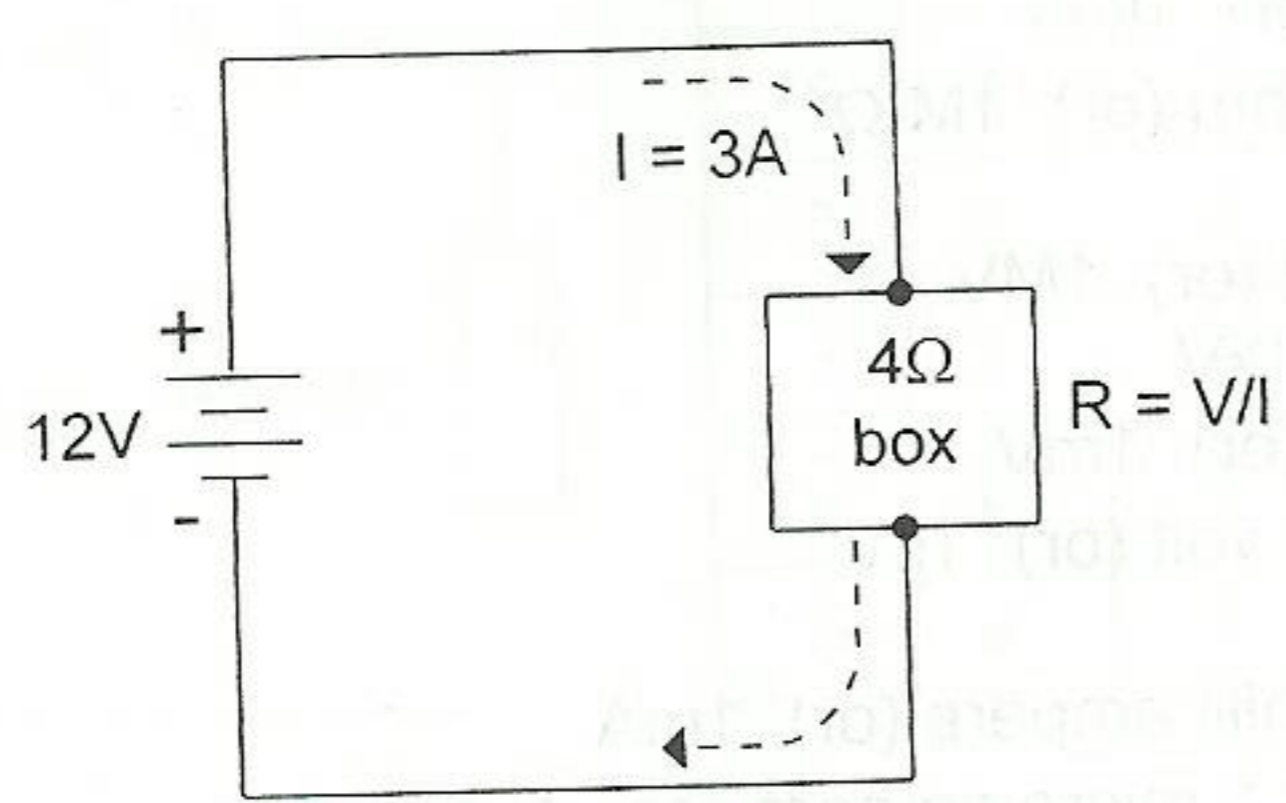 I = 3A
+
12V
-
4Ω
box
R = V/I